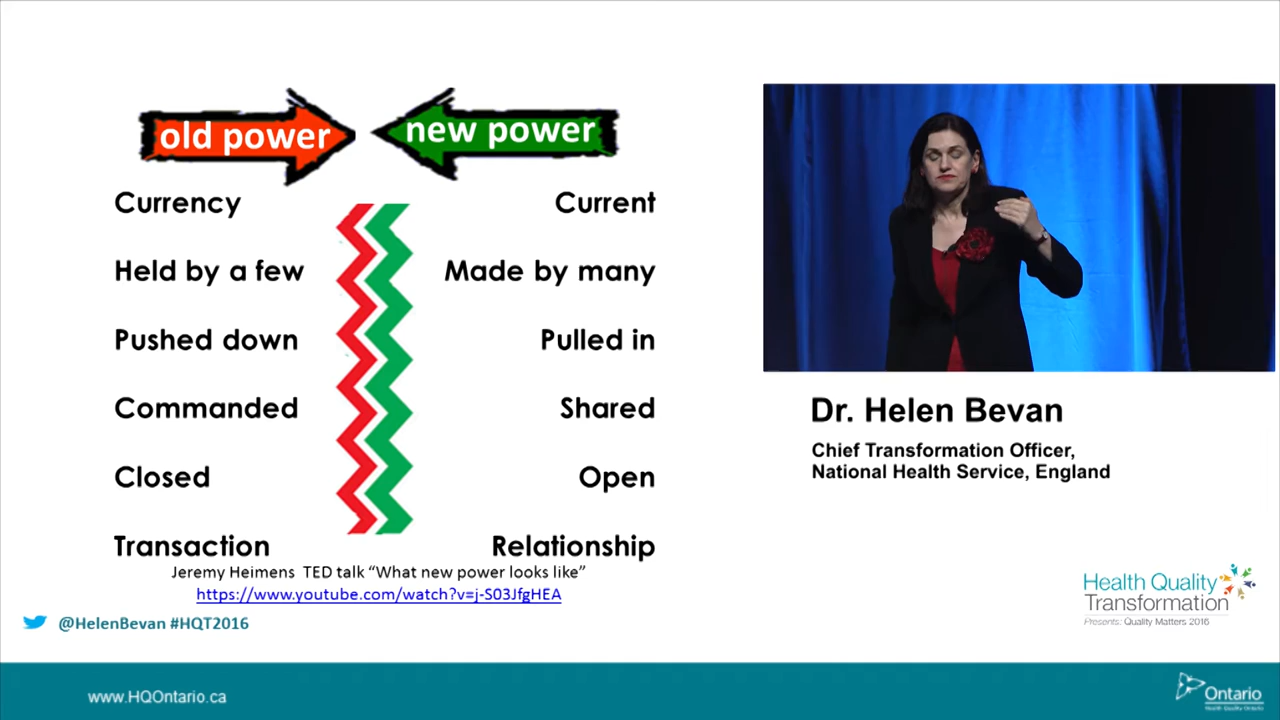 old power
new power
Currency
Current
Held by a few
Made by many
Pushed down
Pulled in
Commanded
Shared
Closed
Open
Transaction
Relationship
Jeremy Heimens TED talk “What new power looks like”
https://www.youtube.com/watch?v=j-S03JfgHEA
@HelenBevan #HQT2016
Dr. Helen Bevan
Chief Transformation Officer,
National Health Service, England
Health Quality
Transformation
Presents: Quality Matters 2016
www.HQOntario.ca
Ontario
Health Quality Ontario